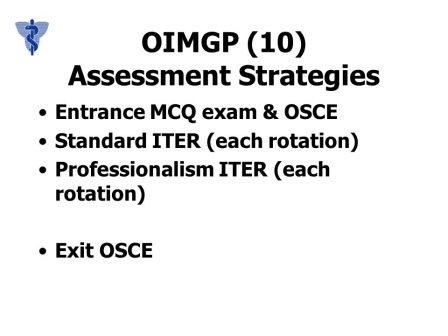 OIMGP (10)
Assessment Strategies
• Entrance MCQ exam & OSCE
• Standard ITER (each rotation)
• Professionalism ITER (each
rotation)
• Exit OSCE